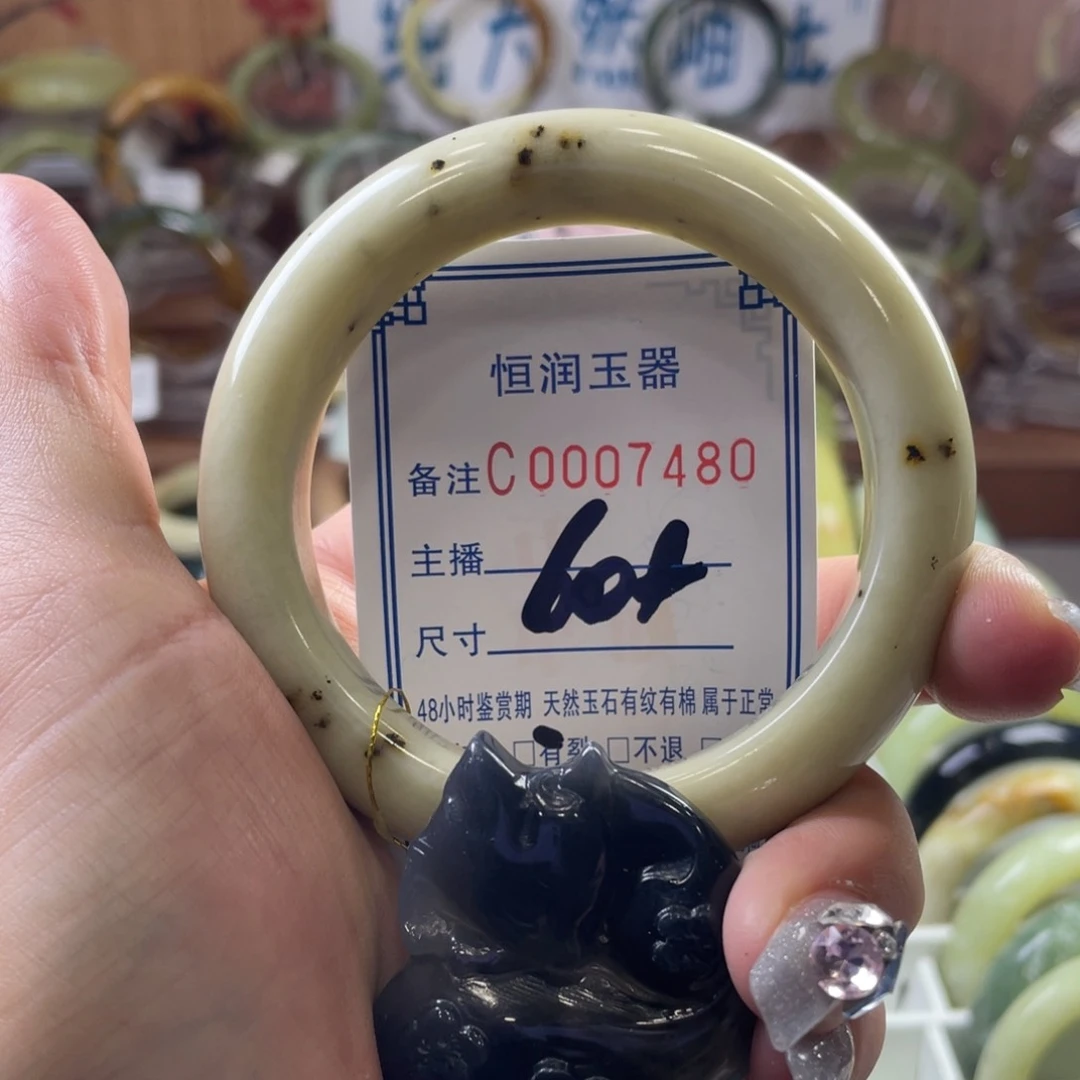 恒润玉器
备注C0007480
主播
60+
尺寸
48小时鉴赏期 天然玉石有纹有棉 属于正常
□有裂 □不退